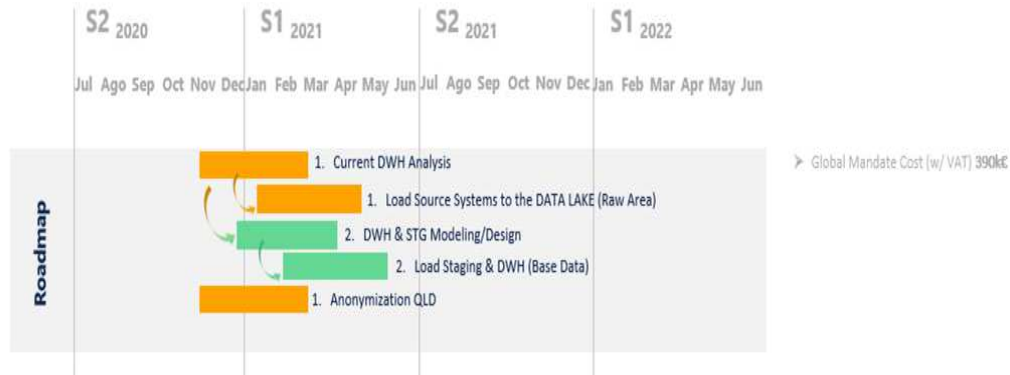 S2 2020 S1 2021 S2 2021 S1 2022
Jul Ago Sep Oct Nov Dec Jan Feb Mar Apr May Jun Jul Ago Sep Oct Nov Dec Jan Feb Mar Apr May Jun
Roadmap
1. Current DWH Analysis
➤ Global Mandate Cost (w/ VAT) 390k€
1. Load Source Systems to the DATA LAKE (Raw Area)
2. DWH & STG Modeling/Design
2. Load Staging & DWH (Base Data)
1. Anonymization QLD